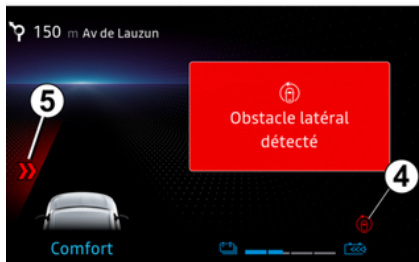 150 m Av de Lauzun
5
Obstacle latéral
détecté
4
Comfort